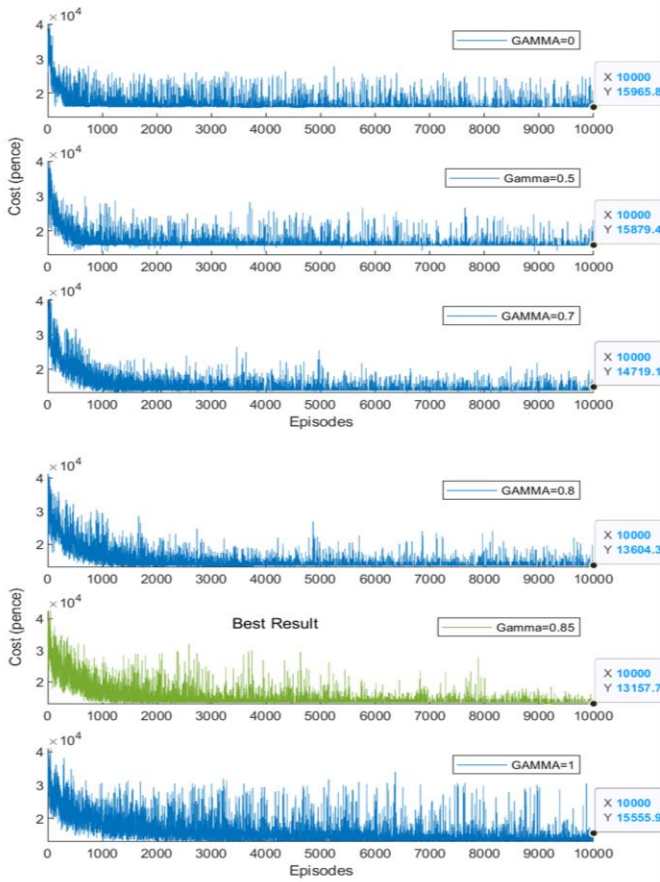 × 10⁴
4
3
2
GAMMA=0
X 10000
Y 15965.8
0 1000 2000 3000 4000 5000 6000 7000 8000 9000 10000
× 10⁴
4
3
2
Gamma=0.5
X 10000
Y 15879.4
0 1000 2000 3000 4000 5000 6000 7000 8000 9000 10000
Cost (pence)
× 10⁴
4
3
2
GAMMA=0.7
X 10000
Y 14719.1
0 1000 2000 3000 4000 5000 6000 7000 8000 9000 10000
Episodes
× 10⁴
4
3
2
GAMMA=0.8
X 10000
Y 13604.3
0 1000 2000 3000 4000 5000 6000 7000 8000 9000 10000
× 10⁴
4
3
2
Best Result
Gamma=0.85
X 10000
Y 13157.7
0 1000 2000 3000 4000 5000 6000 7000 8000 9000 10000
Cost (pence)
× 10⁴
4
3
2
GAMMA=1
X 10000
Y 15555.9
0 1000 2000 3000 4000 5000 6000 7000 8000 9000 10000
Episodes